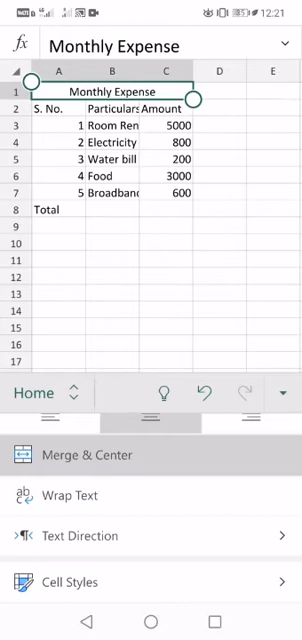 12:21
fx Monthly Expense
A B C D E
1 Monthly Expense
2 S. No. Particulars Amount
3 1 Room Ren 5000
4 2 Electricity 800
5 3 Water bill 200
6 4 Food 3000
7 5 Broadband 600
8 Total
9
10
11
12
13
14
15
16
17
Home
Merge & Center
ab Wrap Text
Text Direction
Cell Styles